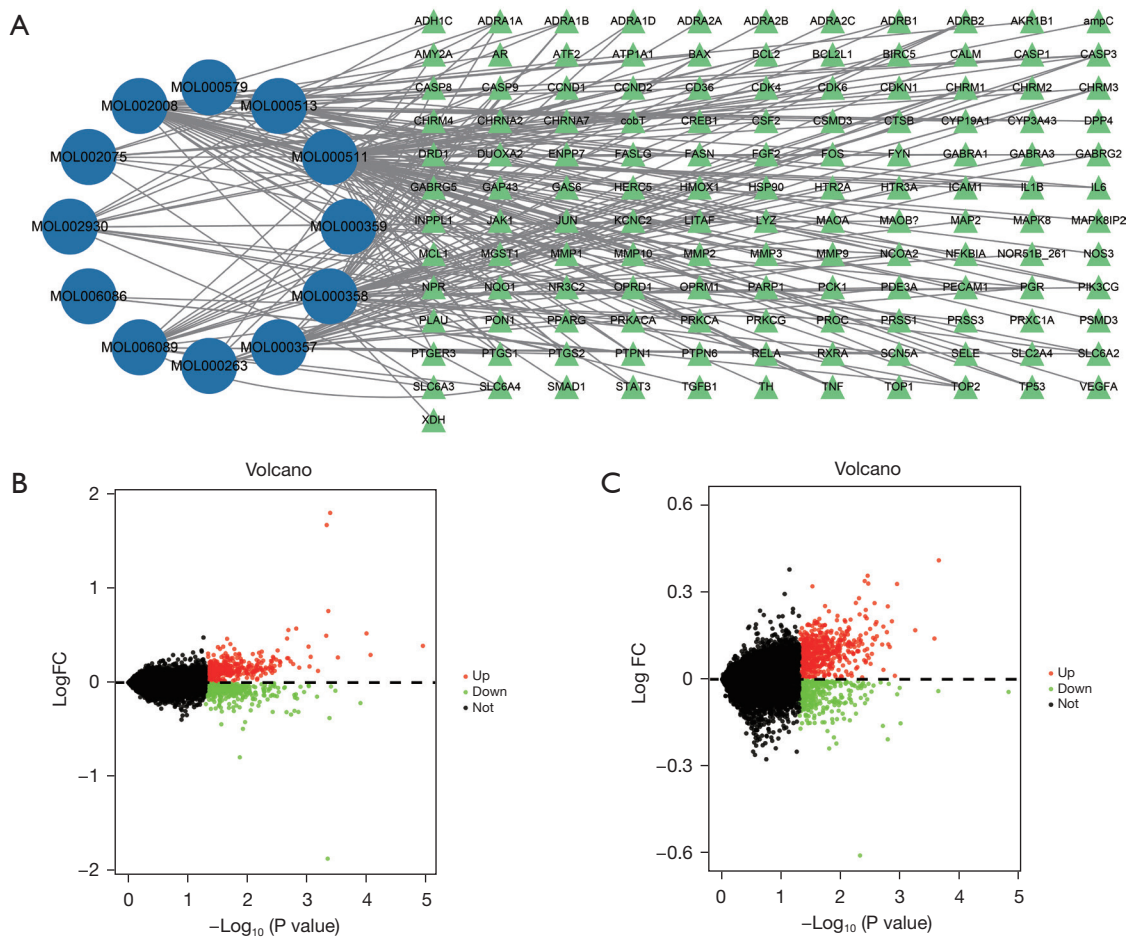 A
ADH1C ADRA1A ADRA1B ADRA1D ADRA2A ADRA2B ADRA2C ADRB1 ADRB2 AKR1B1 ampC
AMY2A AR ATF2 ATP1A1 BAX BCL2 BCL2L1 BIRC5 CALM CASP1 CASP3
CASP8 CASP9 CCND1 CCND2 CD36 CDK4 CDK6 CDKN1 CHRM1 CHRM2 CHRM3
CHRM4 CHRNA2 CHRNA7 cobT CREB1 CSF2 CSMD3 CTSB CYP19A1 CYP3A43 DPP4
DRD1 DUOXA2 ENPP7 FASLG FASN FGF2 FOS FYN GABRA1 GABRA3 GABRG2
GABRG5 GAP43 GAS6 HERC5 HMOX1 HSP90 HTR2A HTR3A ICAM1 IL1B IL6
INPPL1 JAK1 JUN KCNC2 LITAF LYZ MAOA MAOB? MAP2 MAPK8 MAPK8IP2
MCL1 MGST1 MMP1 MMP10 MMP2 MMP3 MMP9 NCOA2 NFKBIA NOR51B_261 NOS3
NPR NQO1 NR3C2 OPRD1 OPRM1 PARP1 PCK1 PDE3A PECAM1 PGR PIK3CG
PLAU PON1 PPARG PRKACA PRKCA PRKCG PROC PRSS1 PRSS3 PRXC1A PSMD3
PTGER3 PTGS1 PTGS2 PTPN1 PTPN6 RELA RXRA SCN5A SELE SLC2A4 SLC6A2
SLC6A3 SLC6A4 SMAD1 STAT3 TGFB1 TH TNF TOP1 TOP2 TP53 VEGFA
XDH
MOL000579
MOL002008 MOL000513
MOL002075 MOL000511
MOL002930 MOL000359
MOL006086 MOL000358
MOL006089 MOL000357
MOL000263
B
Volcano
LogFC
2
1
0
−1
−2
0 1 2 3 4 5
−Log10 (P value)
Up
Down
Not
C
Volcano
Log FC
0.6
0.3
0
−0.3
−0.6
0 1 2 3 4 5
−Log10 (P value)
Up
Down
Not